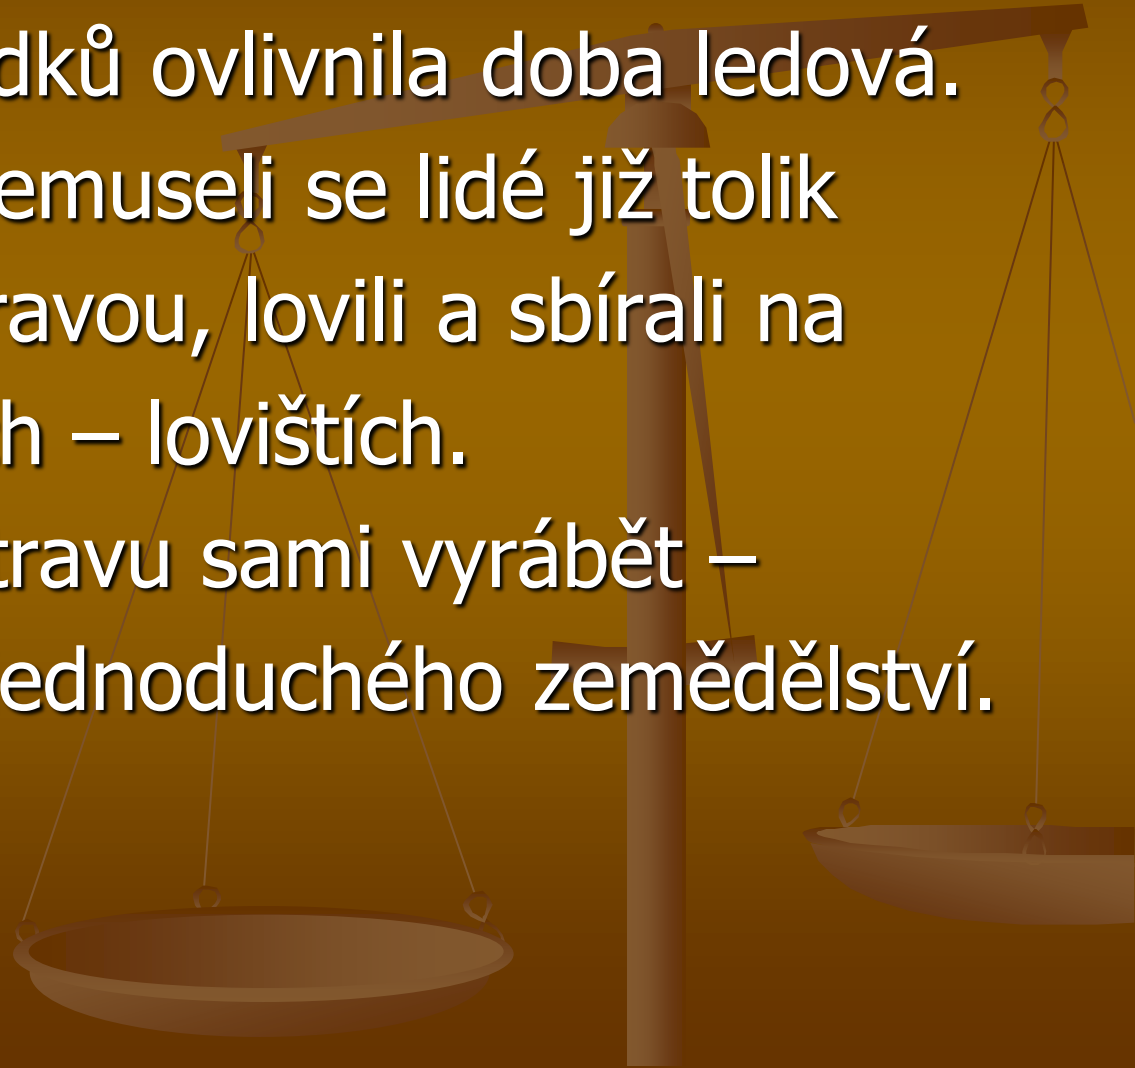 dků ovlivnila doba ledová.
emuseli se lidé již tolik
ravou, lovili a sbírali na
h – lovištích.
travu sami vyrábět –
ednoduchého zemědělství.